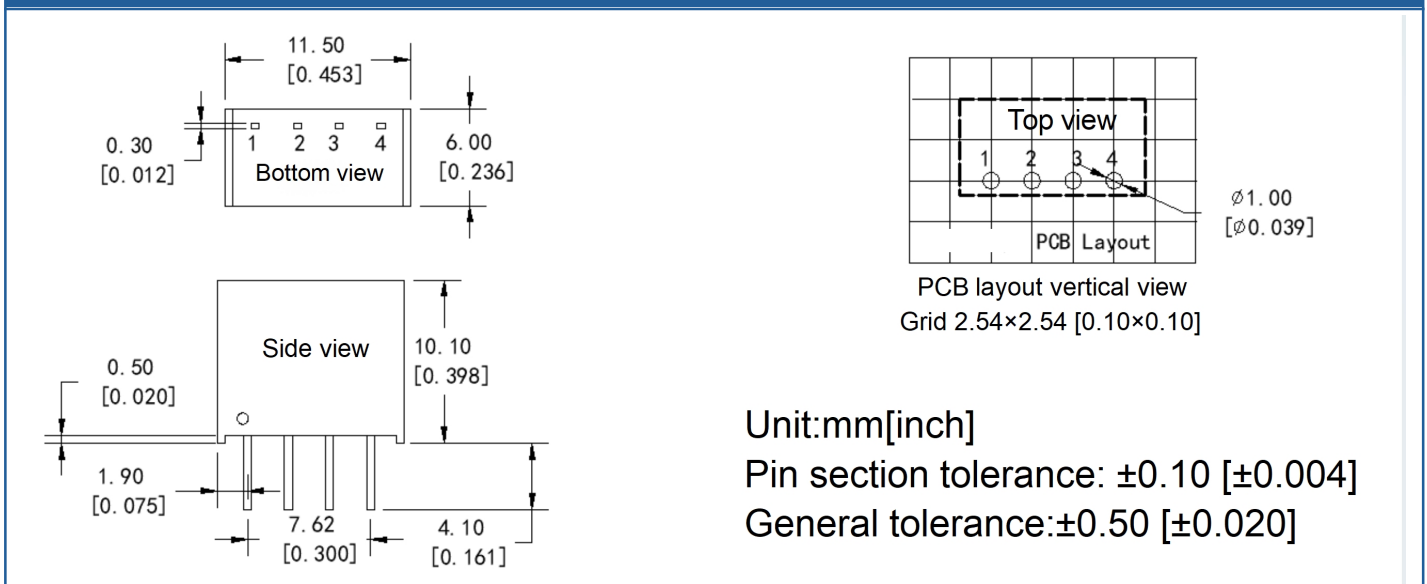 11.50
[0.453]
0.30
[0.012]
1 2 3 4
Bottom view
6.00
[0.236]
Top view
1 2 3 4
PCB Layout
Ø1.00
[Ø0.039]
PCB layout vertical view
Grid 2.54×2.54 [0.10×0.10]
Side view
10.10
[0.398]
0.50
[0.020]
1.90
[0.075]
7.62
[0.300]
4.10
[0.161]
Unit:mm[inch]
Pin section tolerance: ±0.10 [±0.004]
General tolerance:±0.50 [±0.020]